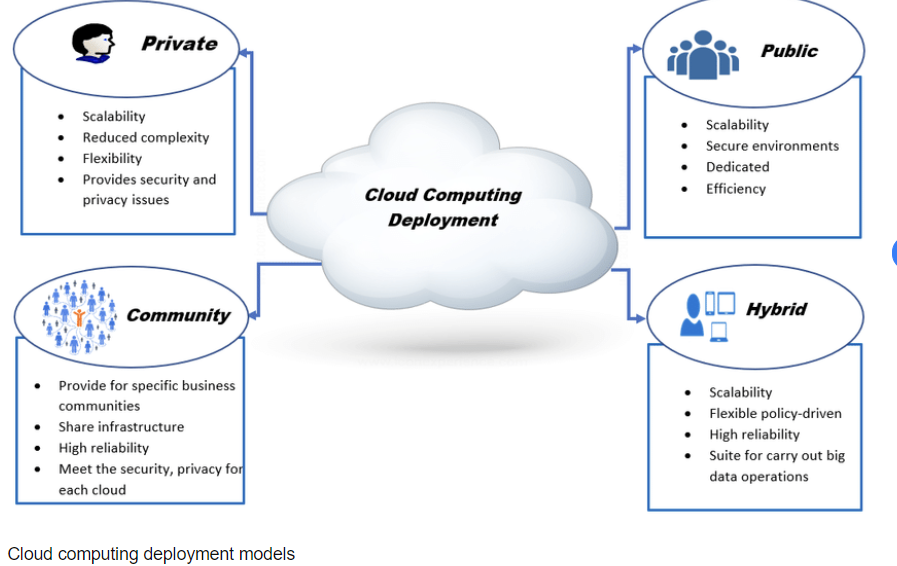 Private
Scalability
Reduced complexity
Flexibility
Provides security and
privacy issues
Public
Scalability
Secure environments
Dedicated
Efficiency
Cloud Computing
Deployment
Community
Provide for specific business
communities
Share infrastructure
High reliability
Meet the security, privacy for
each cloud
Hybrid
Scalability
Flexible policy-driven
High reliability
Suite for carry out big
data operations
Cloud computing deployment models